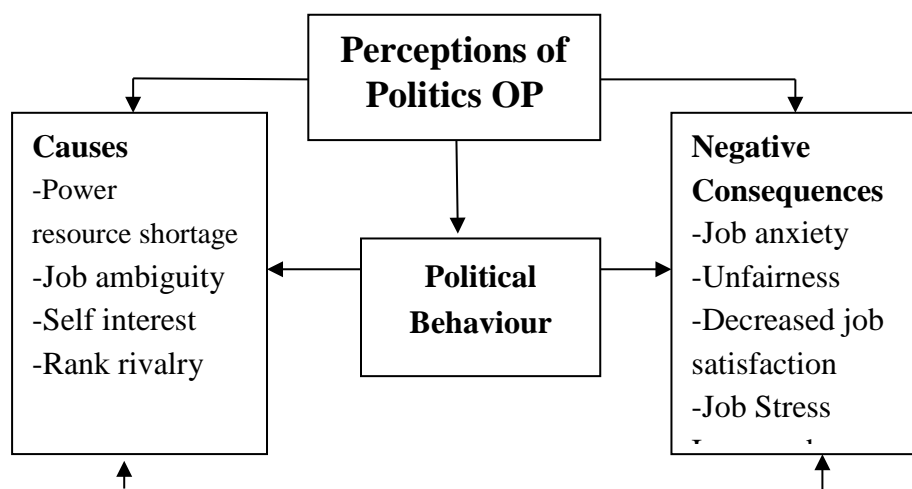 Perceptions of
Politics OP
Causes
-Power
resource shortage
-Job ambiguity
-Self interest
-Rank rivalry
Political
Behaviour
Negative
Consequences
-Job anxiety
-Unfairness
-Decreased job
satisfaction
-Job Stress